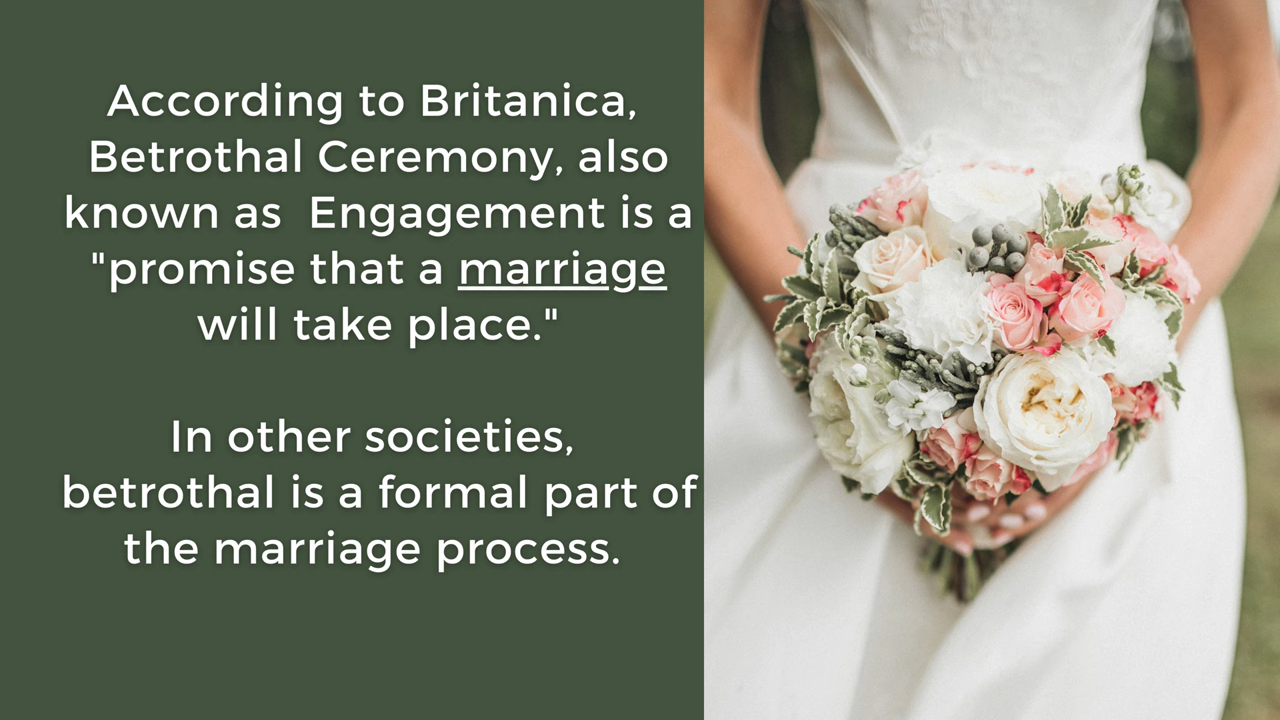 According to Britanica,
Betrothal Ceremony, also
known as  Engagement is a
"promise that a marriage
will take place."
In other societies,
betrothal is a formal part of
the marriage process.